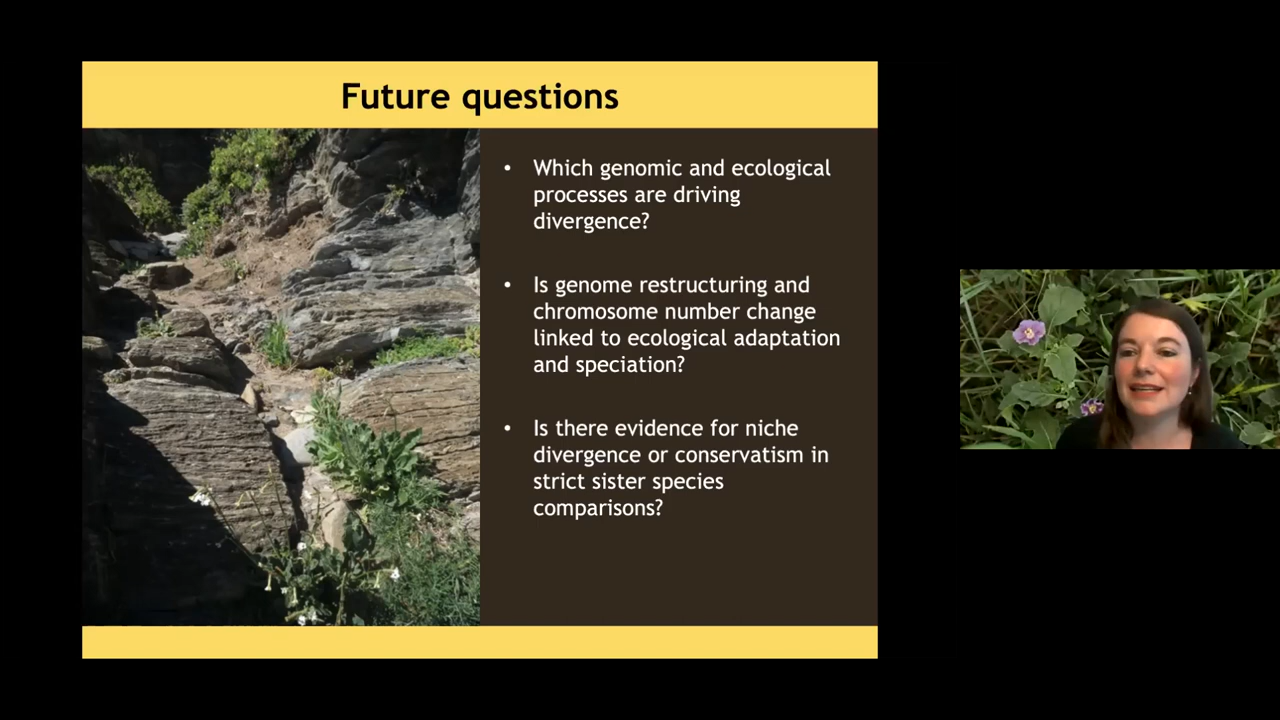 Future questions
• Which genomic and ecological
processes are driving
divergence?
• Is genome restructuring and
chromosome number change
linked to ecological adaptation
and speciation?
• Is there evidence for niche
divergence or conservatism in
strict sister species
comparisons?